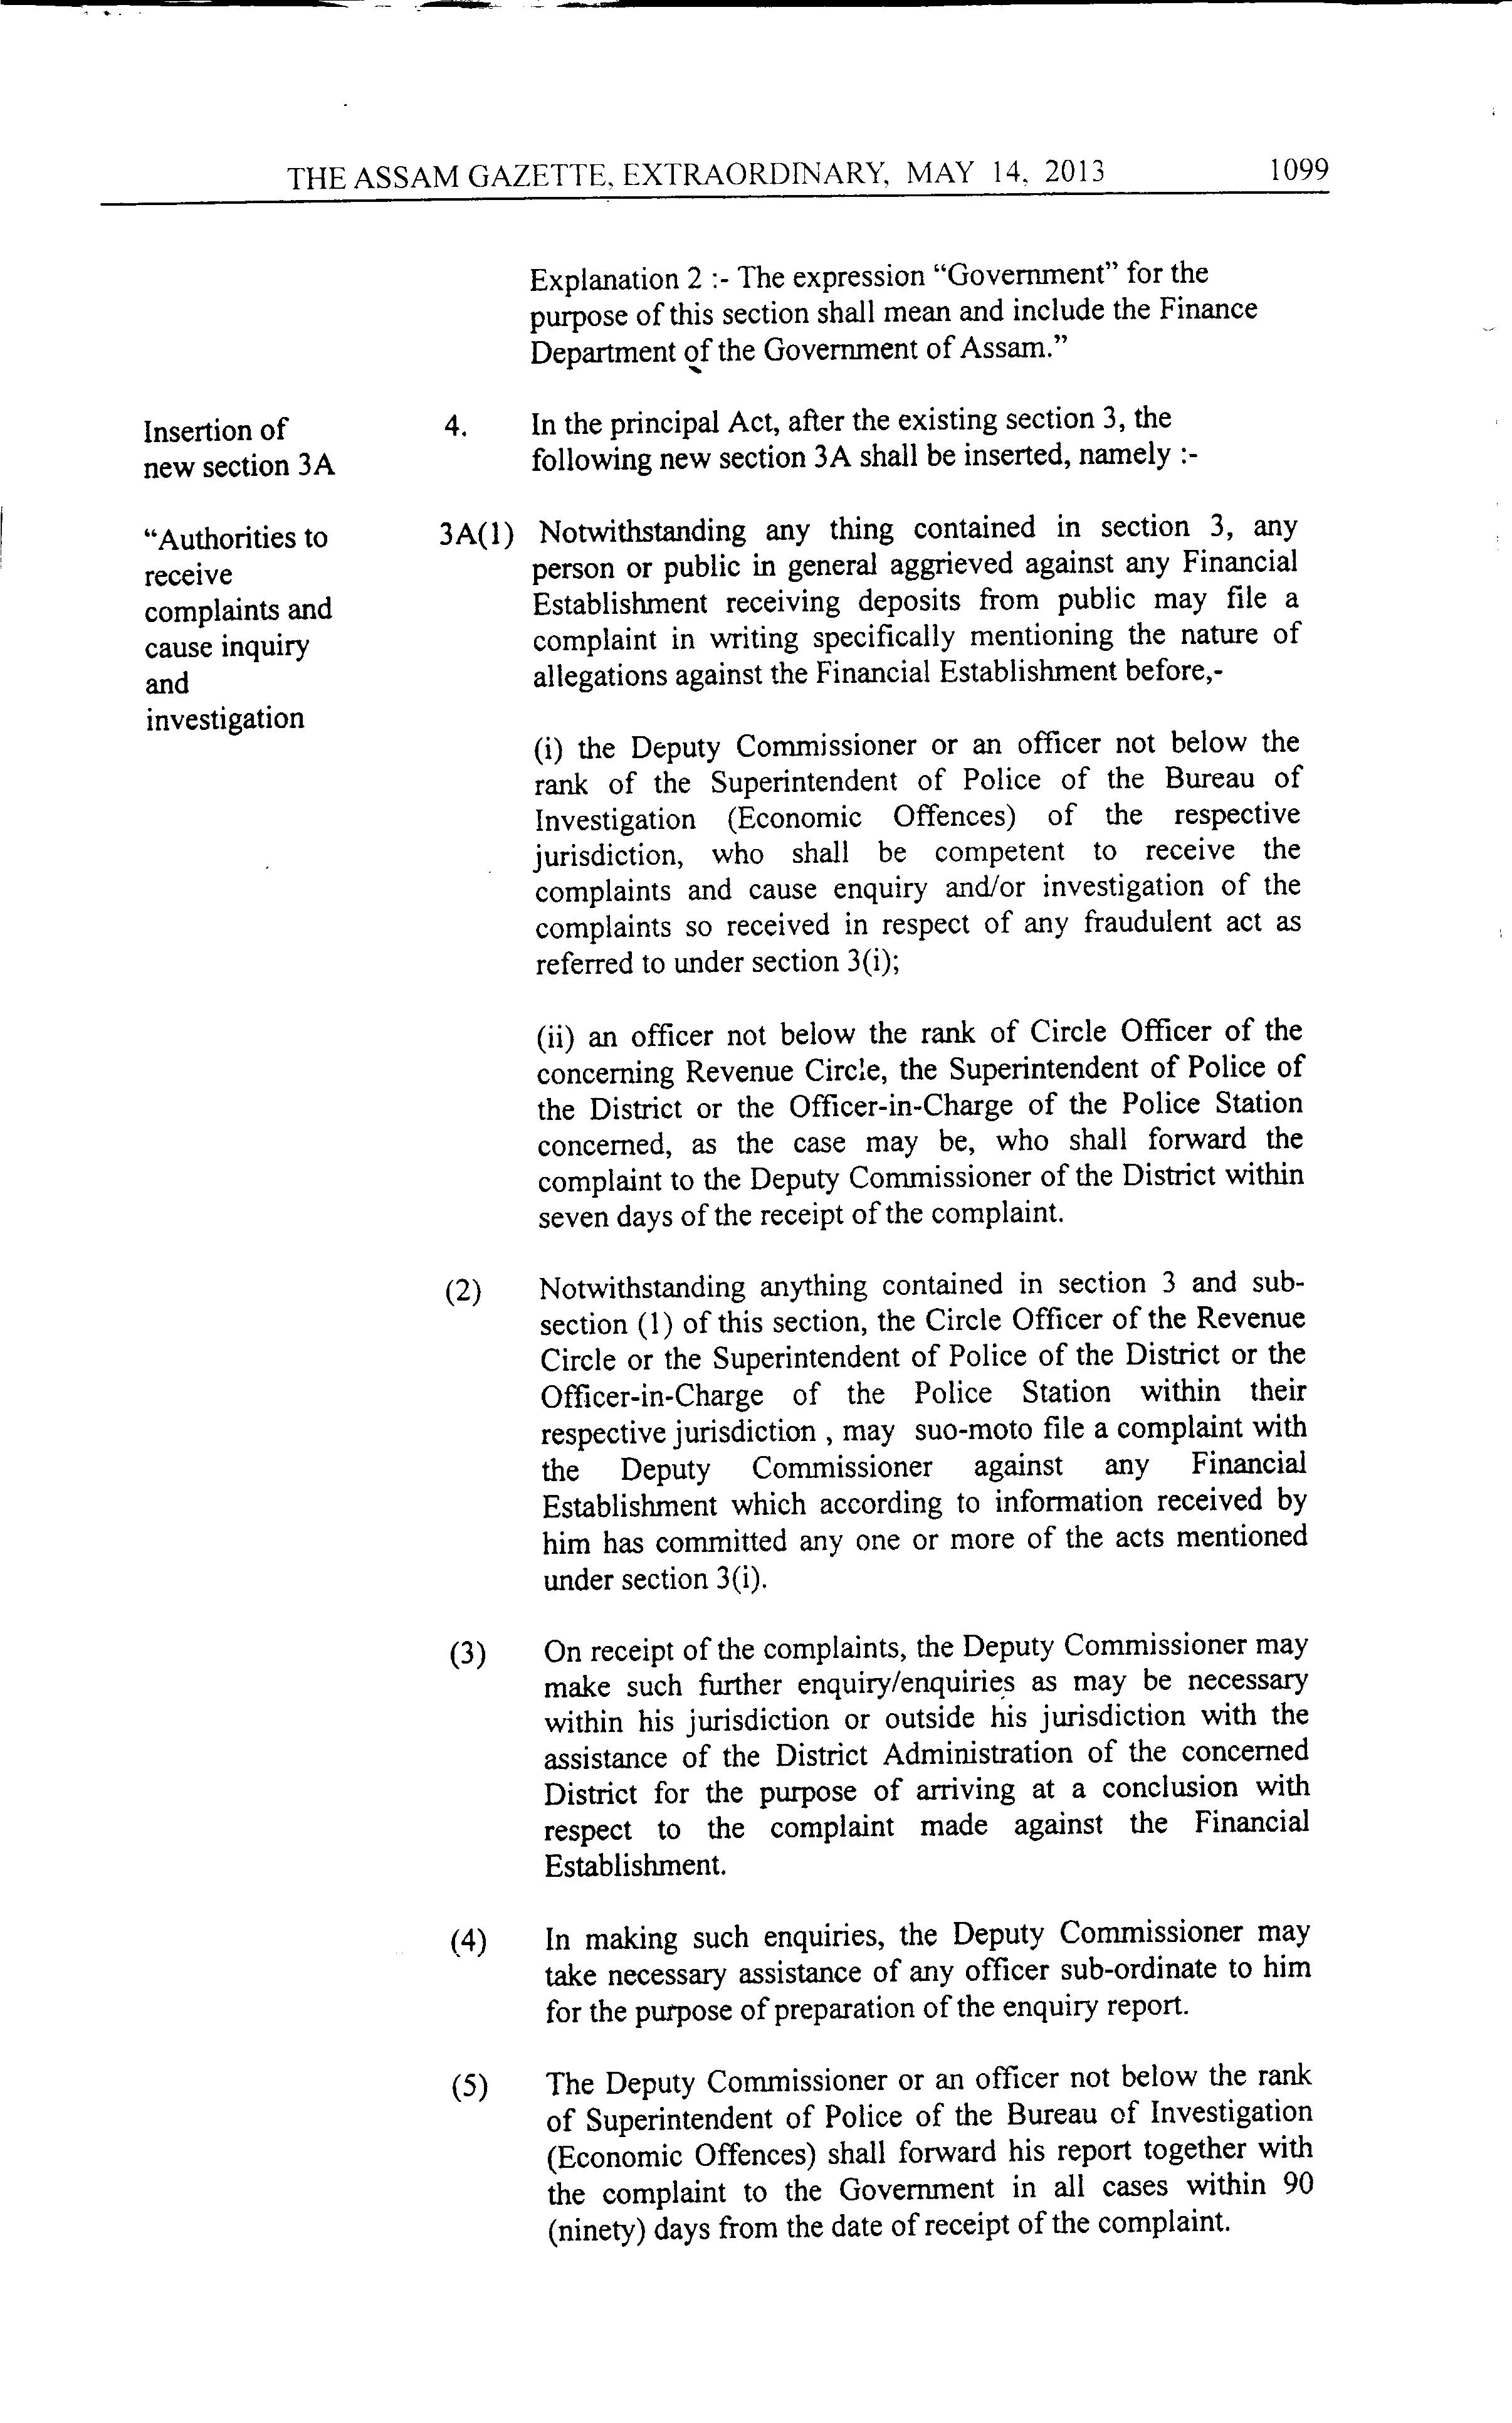 THE ASSAM GAZETTE, EXTRAORDINARY, MAY 14, 2013 1099
Explanation 2 :- The expression “Government” for the
purpose of this section shall mean and include the Finance
Department of the Government of Assam.”
Insertion of
new section 3A
4. In the principal Act, after the existing section 3, the
following new section 3A shall be inserted, namely :-
“Authorities to
receive
complaints and
cause inquiry
and
investigation
3A(1) Notwithstanding any thing contained in section 3, any
person or public in general aggrieved against any Financial
Establishment receiving deposits from public may file a
complaint in writing specifically mentioning the nature of
allegations against the Financial Establishment before,-
(i) the Deputy Commissioner or an officer not below the
rank of the Superintendent of Police of the Bureau of
Investigation (Economic Offences) of the respective
jurisdiction, who shall be competent to receive the
complaints and cause enquiry and/or investigation of the
complaints so received in respect of any fraudulent act as
referred to under section 3(i);
(ii) an officer not below the rank of Circle Officer of the
concerning Revenue Circle, the Superintendent of Police of
the District or the Officer-in-Charge of the Police Station
concerned, as the case may be, who shall forward the
complaint to the Deputy Commissioner of the District within
seven days of the receipt of the complaint.
(2) Notwithstanding anything contained in section 3 and sub-
section (1) of this section, the Circle Officer of the Revenue
Circle or the Superintendent of Police of the District or the
Officer-in-Charge of the Police Station within their
respective jurisdiction , may suo-moto file a complaint with
the Deputy Commissioner against any Financial
Establishment which according to information received by
him has committed any one or more of the acts mentioned
under section 3(i).
(3) On receipt of the complaints, the Deputy Commissioner may
make such further enquiry/enquiries as may be necessary
within his jurisdiction or outside his jurisdiction with the
assistance of the District Administration of the concerned
District for the purpose of arriving at a conclusion with
respect to the complaint made against the Financial
Establishment.
(4) In making such enquiries, the Deputy Commissioner may
take necessary assistance of any officer sub-ordinate to him
for the purpose of preparation of the enquiry report.
(5) The Deputy Commissioner or an officer not below the rank
of Superintendent of Police of the Bureau of Investigation
(Economic Offences) shall forward his report together with
the complaint to the Government in all cases within 90
(ninety) days from the date of receipt of the complaint.